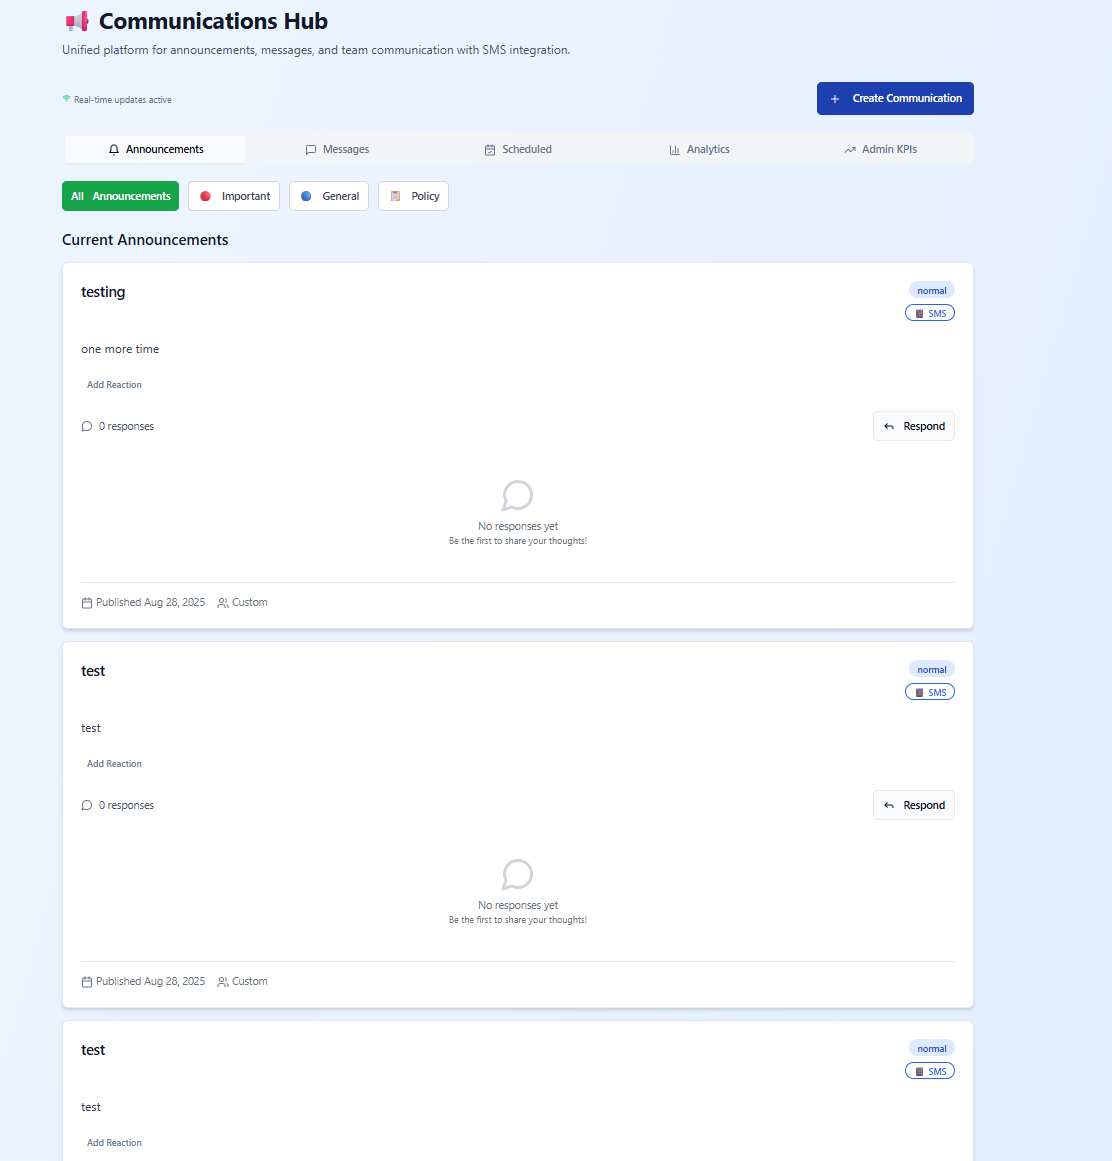 Communications Hub
Unified platform for announcements, messages, and team communication with SMS integration.
Real-time updates active
+ Create Communication
Announcements Messages Scheduled Analytics Admin KPIs
All Announcements Important General Policy
Current Announcements
testing
normal
SMS
one more time
Add Reaction
0 responses
Respond
No responses yet
Be the first to share your thoughts!
Published Aug 28, 2025 Custom
test
normal
SMS
test
Add Reaction
0 responses
Respond
No responses yet
Be the first to share your thoughts!
Published Aug 28, 2025 Custom
test
normal
SMS
test
Add Reaction